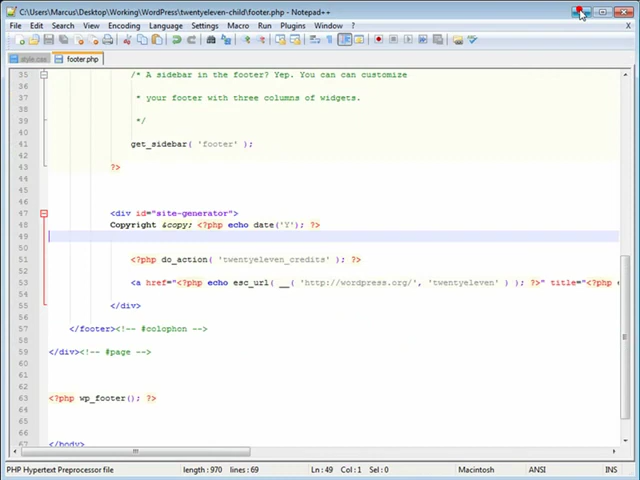 C:\Users\Marcus\Desktop\Working\WordPress\twentyeleven-child\footer.php - Notepad++
File Edit Search View Encoding Language Settings Macro Run Plugins Window ? X
style.css footer.php
35 /* A sidebar in the footer? Yep. You can can customize
36
37 * your footer with three columns of widgets.
38
39 */
40
41 get_sidebar( 'footer' );
42
43 ?>
44
45
46
47 <div id="site-generator">
48 Copyright &copy; <?php echo date('Y'); ?>
49
50
51 <?php do_action( 'twentyeleven_credits' ); ?>
52
53 <a href="<?php echo esc_url( __( 'http://wordpress.org/', 'twentyeleven' ) ); ?>" title="<?php e
54
55 </div>
56
57 </footer><!-- #colophon -->
58
59 </div><!-- #page -->
60
61
62
63 <?php wp_footer(); ?>
64
65
66
67 </body>
PHP Hypertext Preprocessor file length : 970 lines : 69 Ln : 49 Col : 1 Sel : 0 Macintosh ANSI INS